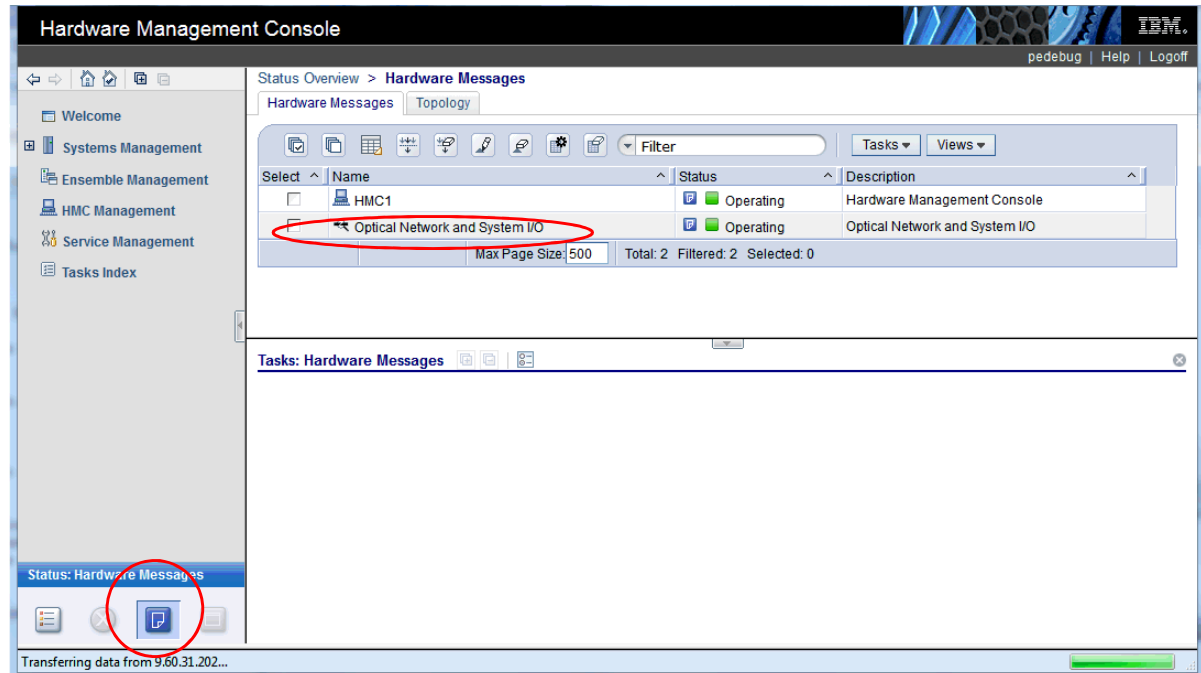 Hardware Management Console
IBM.
pedebug | Help | Logoff
Status Overview > Hardware Messages
Hardware Messages
Topology
Welcome
Systems Management
Ensemble Management
HMC Management
Service Management
Tasks Index
Filter
Tasks
Views
Select ^ Name ^ Status ^ Description ^
HMC1 Operating Hardware Management Console
Optical Network and System I/O Operating Optical Network and System I/O
Max Page Size: 500 Total: 2 Filtered: 2 Selected: 0
Tasks: Hardware Messages
Status: Hardware Messages
Transferring data from 9.60.31.202...